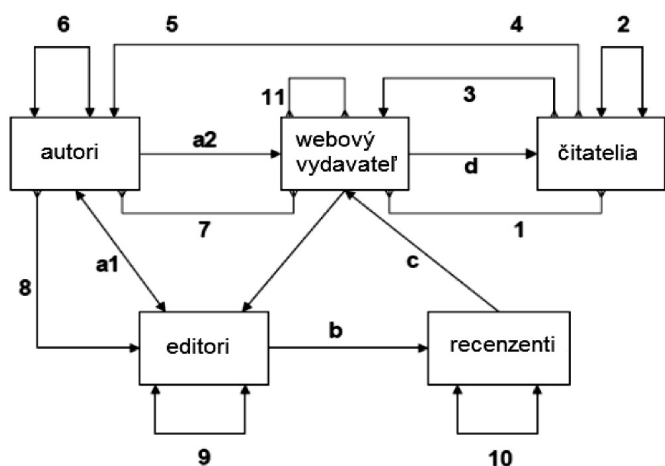 6
5
4
2
11
3
autori
a2
webový
vydavateľ
d
čitatelia
7
1
a1
c
8
editori
b
recenzenti
9
10